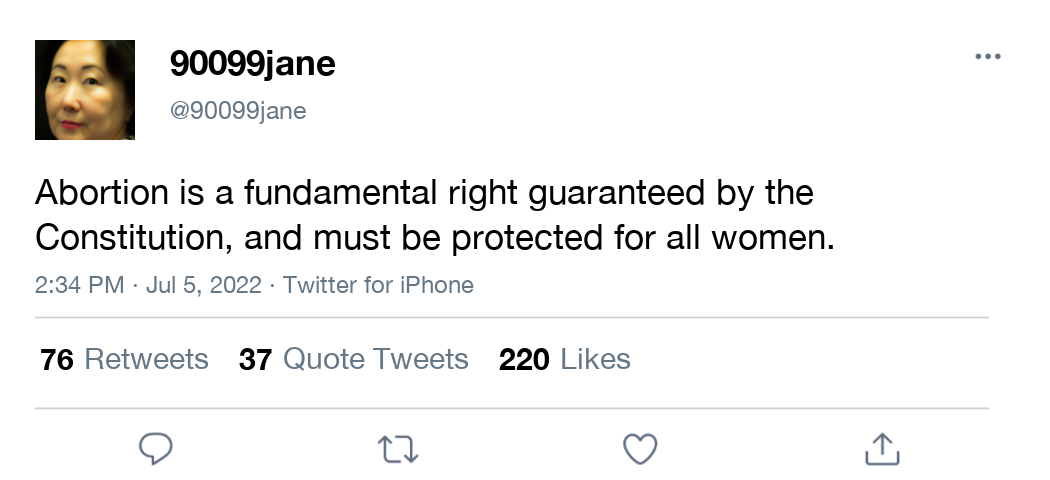 90099jane
@90099jane
Abortion is a fundamental right guaranteed by the
Constitution, and must be protected for all women.
2:34 PM · Jul 5, 2022 · Twitter for iPhone
76 Retweets 37 Quote Tweets 220 Likes